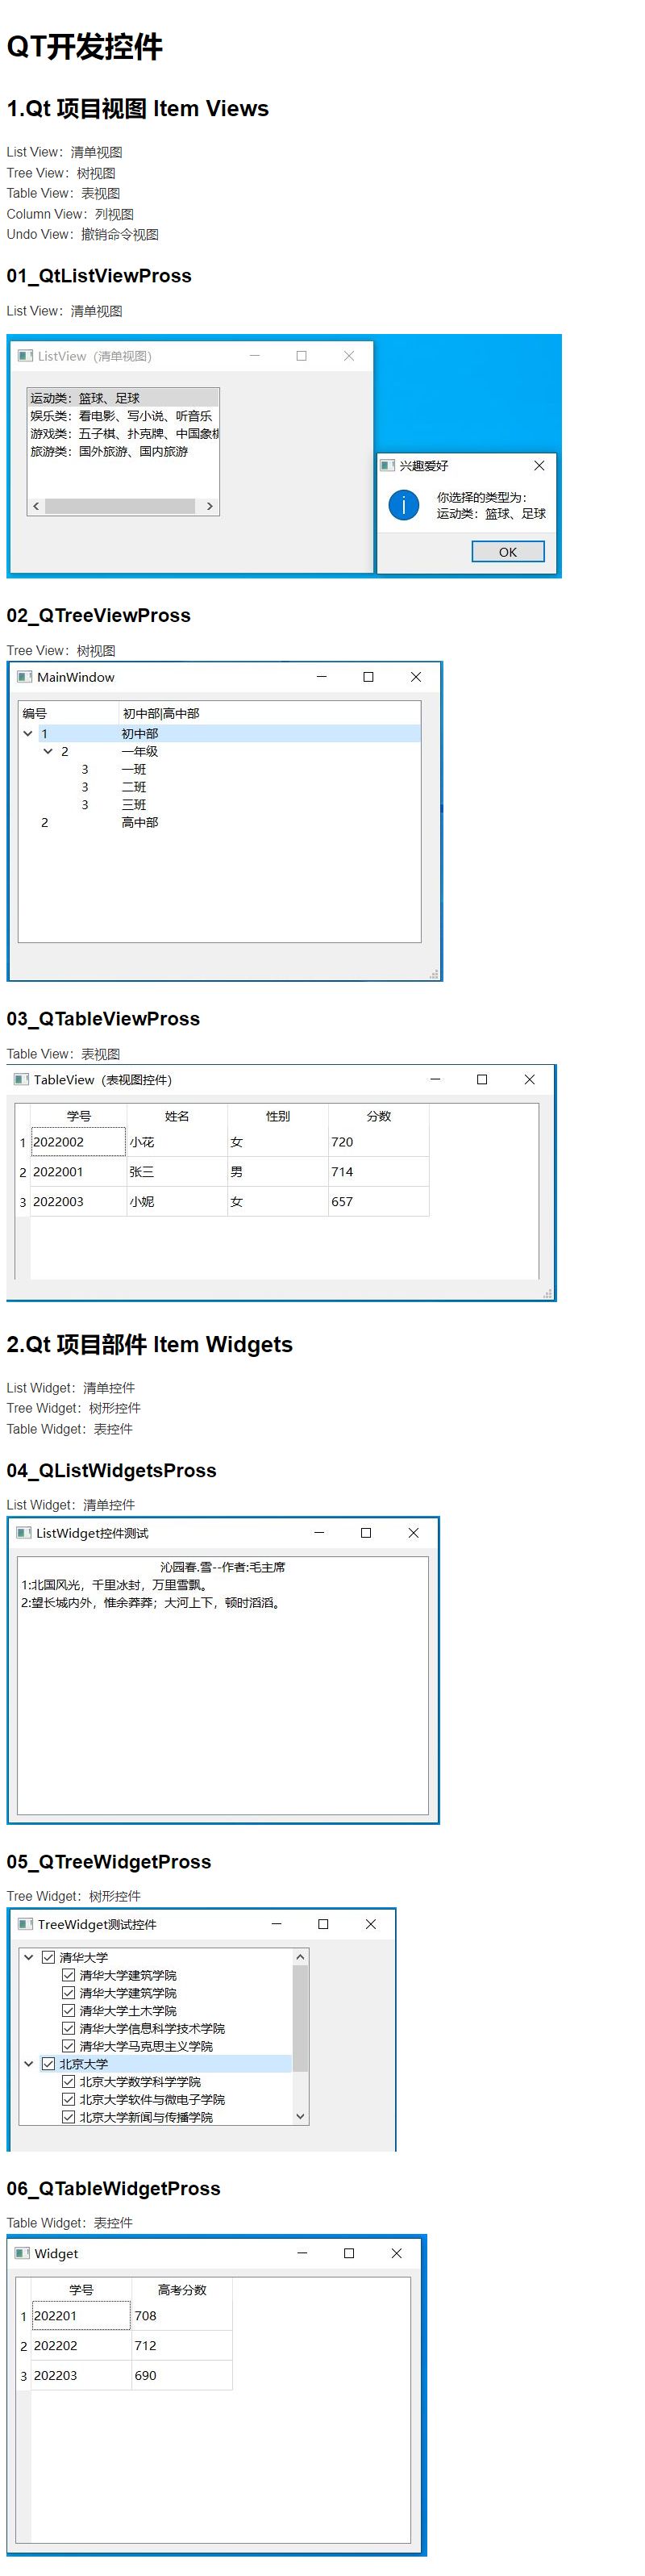 QT开发控件
1.Qt 项目视图 Item Views
List View：清单视图
Tree View：树视图
Table View：表视图
Column View：列视图
Undo View：撤销命令视图
01_QtListViewPross
List View：清单视图
ListView（清单视图）
运动类：篮球、足球
娱乐类：看电影、写小说、听音乐
游戏类：五子棋、扑克牌、中国象棋
旅游类：国外旅游、国内旅游
兴趣爱好
你选择的类型为：
运动类：篮球、足球
OK
02_QTreeViewPross
Tree View：树视图
MainWindow
编号 初中部|高中部
1 初中部
2 一年级
3 一班
3 二班
3 三班
2 高中部
03_QTableViewPross
Table View：表视图
TableView（表视图控件）
学号 姓名 性别 分数
1 2022002 小花 女 720
2 2022001 张三 男 714
3 2022003 小妮 女 657
2.Qt 项目部件 Item Widgets
List Widget：清单控件
Tree Widget：树形控件
Table Widget：表控件
04_QListWidgetsPross
List Widget：清单控件
ListWidget控件测试
沁园春.雪--作者:毛主席
1:北国风光，千里冰封，万里雪飘。
2:望长城内外，惟余莽莽；大河上下，顿时滔滔。
05_QTreeWidgetPross
Tree Widget：树形控件
TreeWidget测试控件
清华大学
清华大学建筑学院
清华大学建筑学院
清华大学土木学院
清华大学信息科学技术学院
清华大学马克思主义学院
北京大学
北京大学数学科学学院
北京大学软件与微电子学院
北京大学新闻与传播学院
06_QTableWidgetPross
Table Widget：表控件
Widget
学号 高考分数
1 202201 708
2 202202 712
3 202203 690